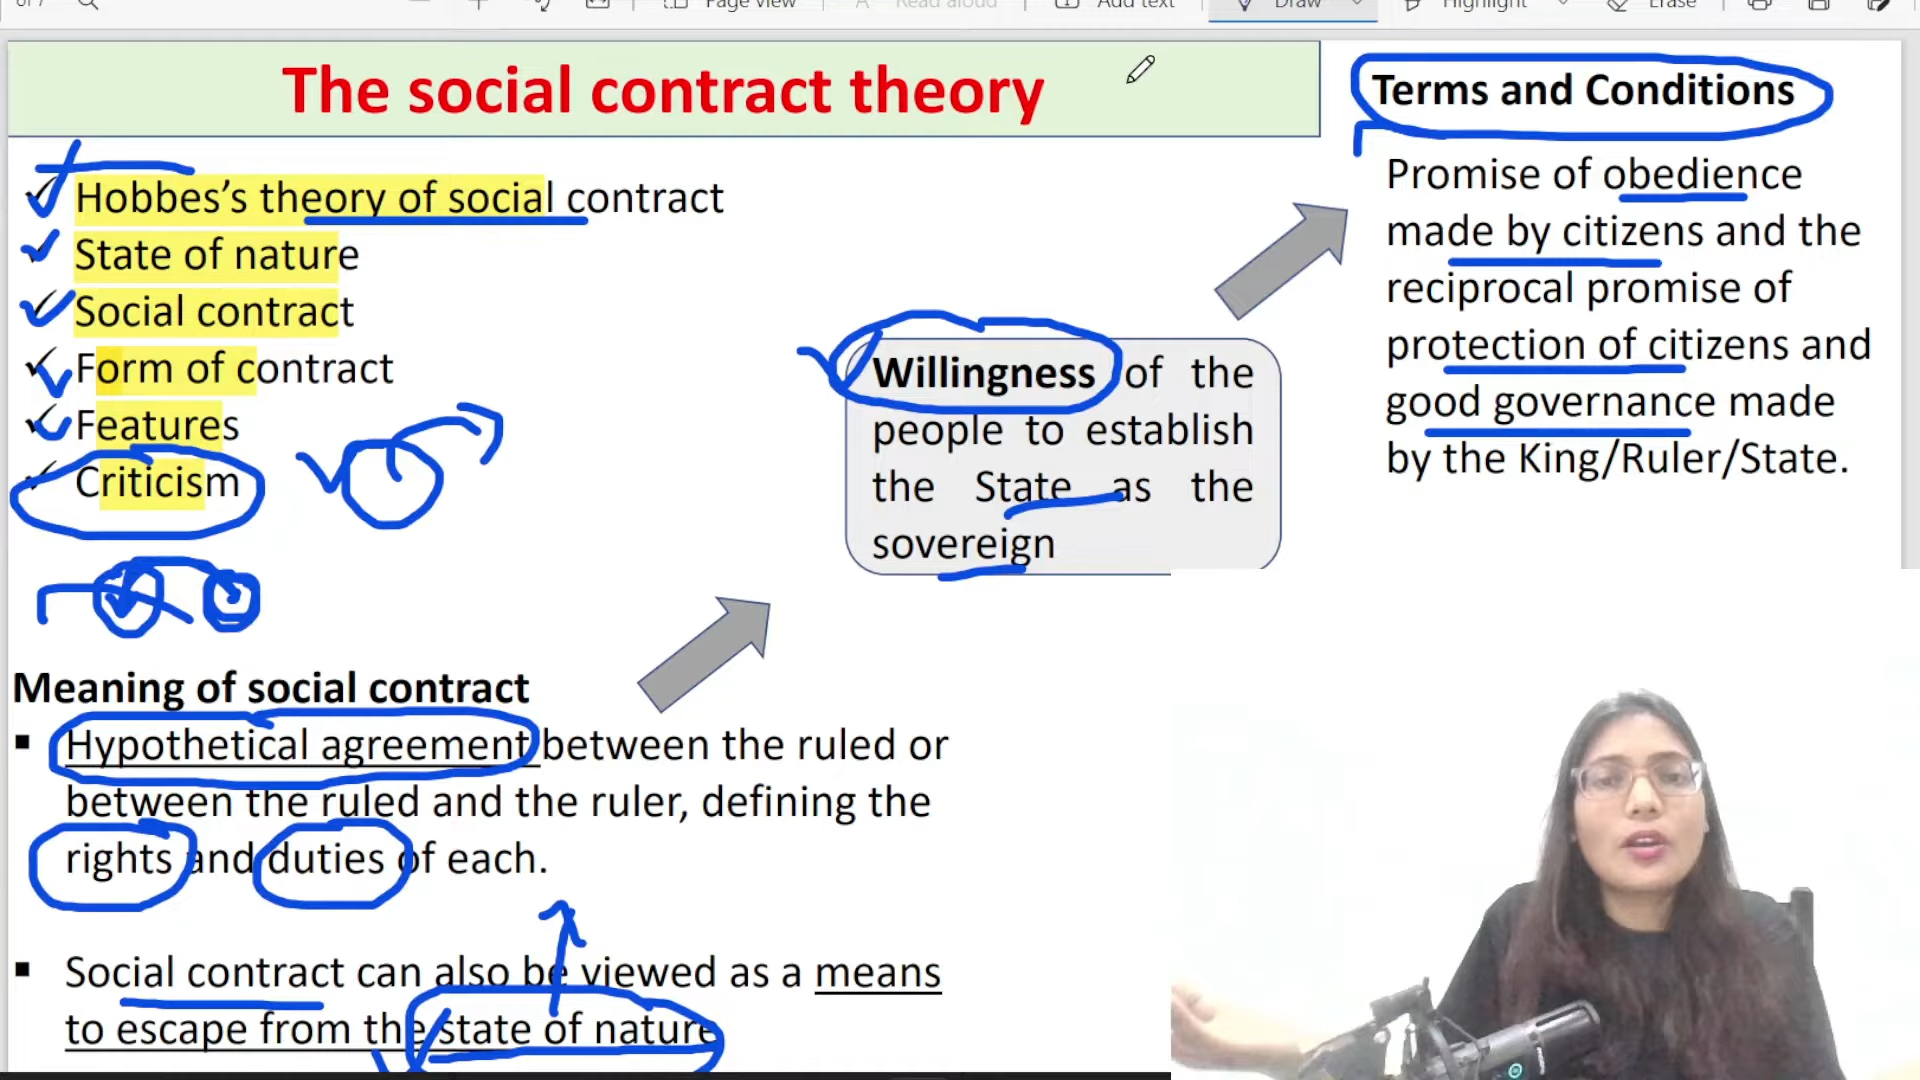 of 7
Page view
Read aloud
Add text
Draw
Highlight
Erase
The social contract theory
Hobbes's theory of social contract
State of nature
Social contract
Form of contract
Features
Criticism
Meaning of social contract
Hypothetical agreement between the ruled or
between the ruled and the ruler, defining the
rights and duties of each.
Social contract can also be viewed as a means
to escape from the state of nature
Willingness of the
people to establish
the State as the
sovereign
Terms and Conditions
Promise of obedience
made by citizens and the
reciprocal promise of
protection of citizens and
good governance made
by the King/Ruler/State.